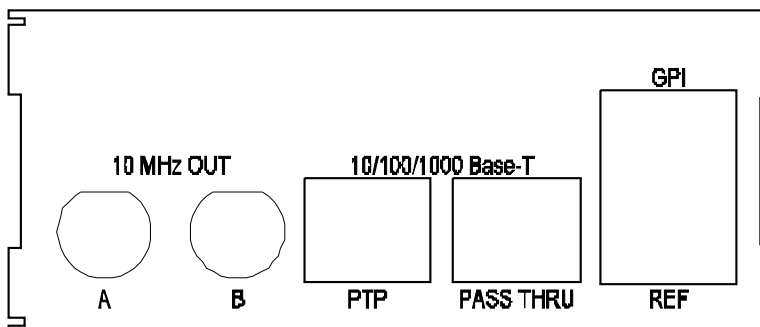 GPI
10 MHz OUT
10/100/1000 Base-T
A
B
PTP
PASS THRU
REF